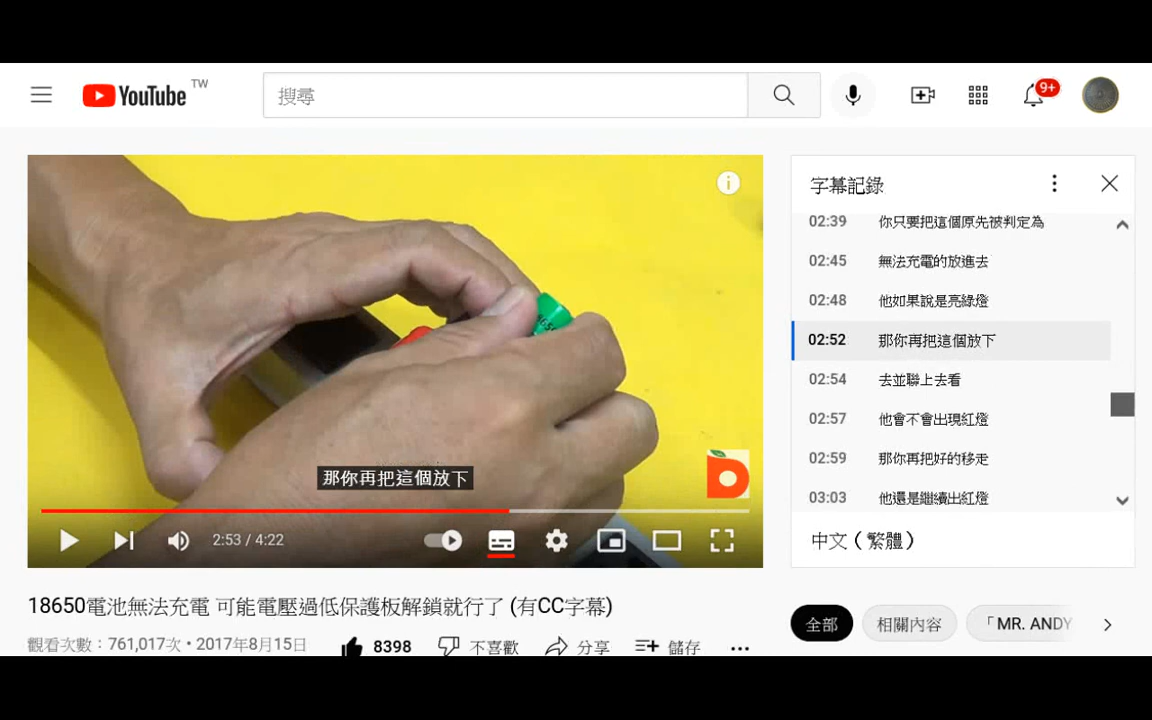 YouTube TW
搜尋
9+
字幕記錄
02:39 你只要把這個原先被判定為
02:45 無法充電的放進去
02:48 他如果說是亮綠燈
02:52 那你再把這個放下
02:54 去並聯上去看
02:57 他會不會出現紅燈
02:59 那你再把好的移走
03:03 他還是繼續出紅燈
中文（繁體）
那你再把這個放下
2:53 / 4:22
18650電池無法充電 可能電壓過低保護板解鎖就行了 (有CC字幕)
觀看次數：761,017次 • 2017年8月15日
8398 不喜歡 分享 儲存
全部 相關內容 「MR. ANDY